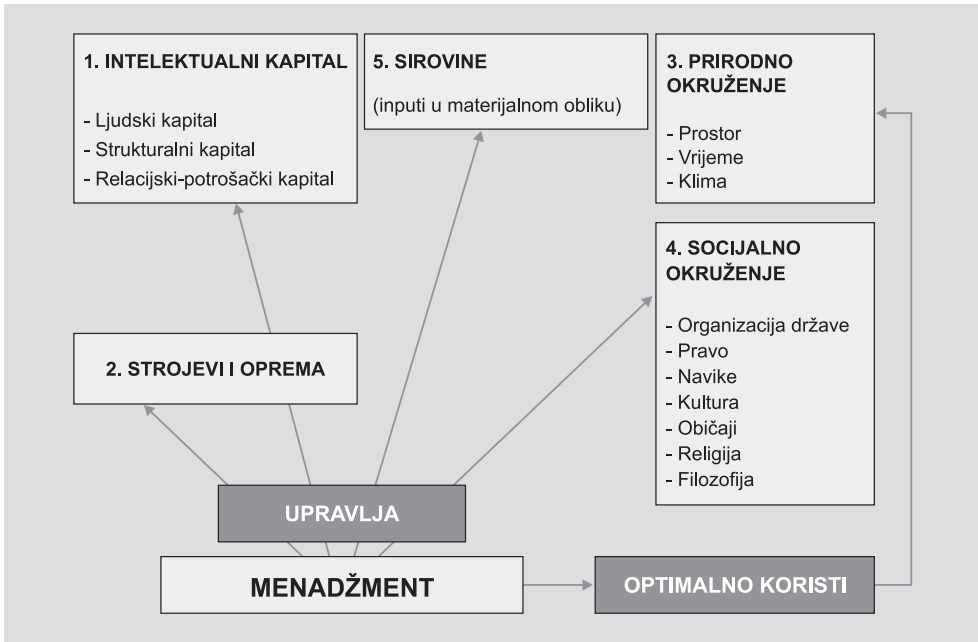 1. INTELEKTUALNI KAPITAL
- Ljudski kapital
- Strukturalni kapital
- Relacijski-potrošački kapital
5. SIROVINE
(inputi u materijalnom obliku)
3. PRIRODNO
OKRUŽENJE
- Prostor
- Vrijeme
- Klima
4. SOCIJALNO
OKRUŽENJE
- Organizacija države
- Pravo
- Navike
- Kultura
- Običaji
- Religija
- Filozofija
2. STROJEVI I OPREMA
UPRAVLJA
MENADŽMENT
OPTIMALNO KORISTI